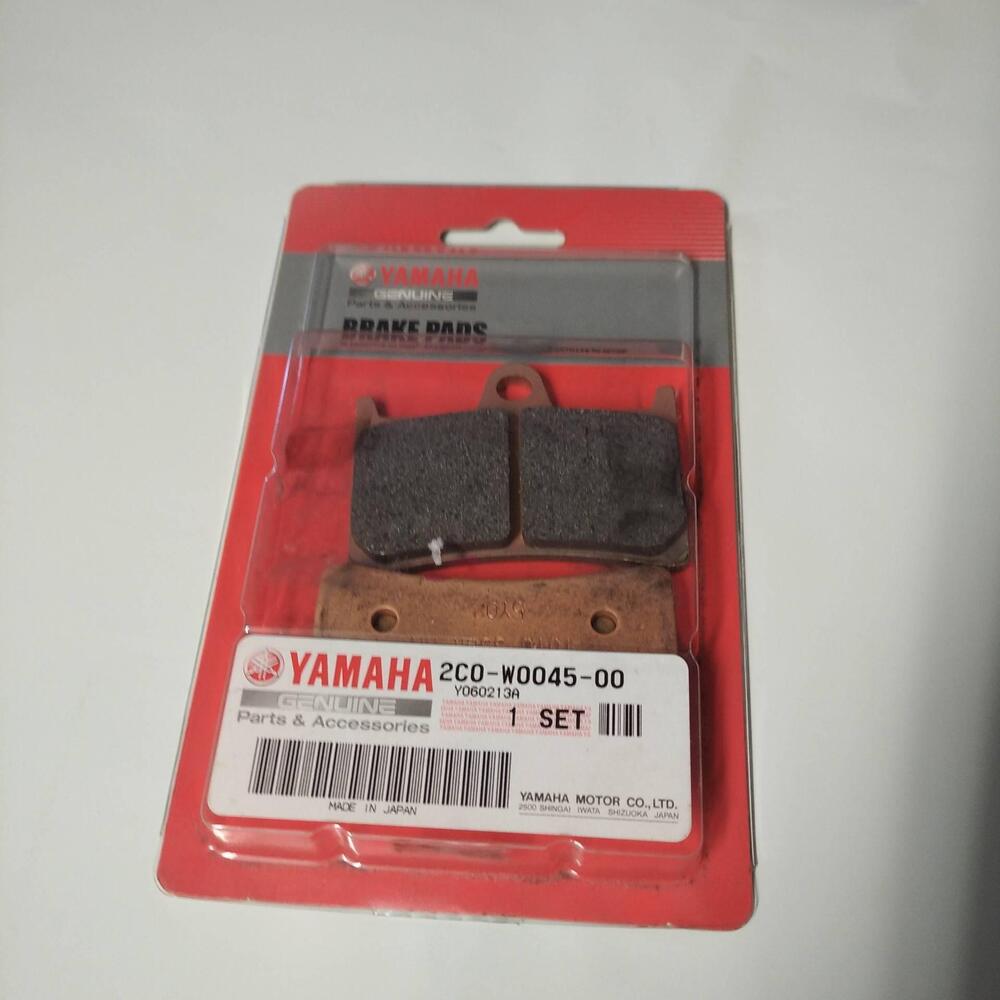 YAMAHA
GENUINE
Parts & Accessories
BRAKE PADS
YAMAHA 2C0-W0045-00
GENUINE Y060213A
Parts & Accessories 1 SET
MADE IN JAPAN
YAMAHA MOTOR CO.,LTD.
2500 SHINGAI IWATA SHIZUOKA JAPAN